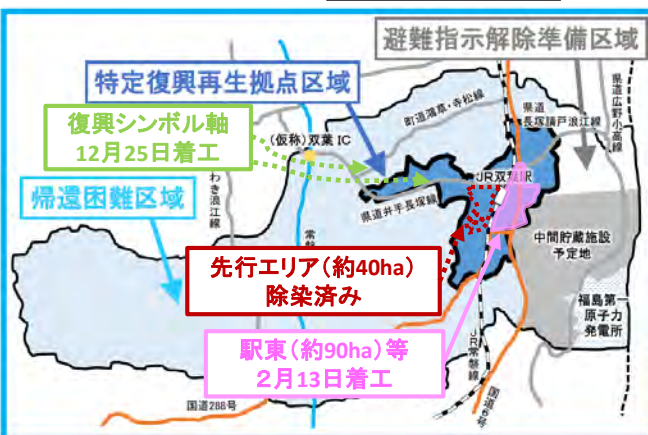 避難指示解除準備区域
特定復興再生拠点区域
復興シンボル軸
12月25日着工
(仮称)双葉 IC
町道鴻草・寺松線
県道
長塚請戸浪江線
県道広野小高線
帰還困難区域
わき浪江線
県道井手長塚線
JR双葉駅
常
先行エリア(約40ha)
除染済み
中間貯蔵施設
予定地
福島第一
原子力
発電所
駅東(約90ha)等
2月13日着工
JR常磐線
国道6号
国道288号